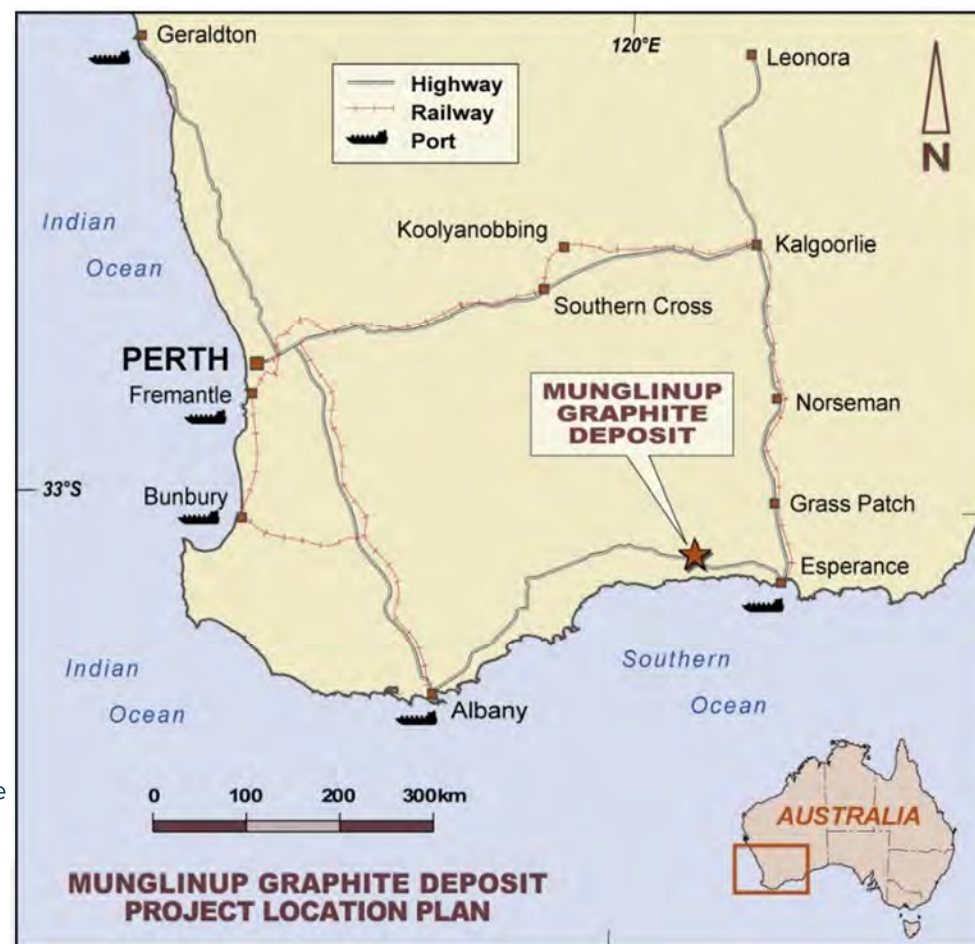 Geraldton
120°E
Leonora
Highway
Railway
Port
N
Indian
Ocean
Koolyanobbing
Kalgoorlie
Southern Cross
PERTH
Fremantle
MUNGLINUP
GRAPHITE
DEPOSIT
Norseman
33°S
Bunbury
Grass Patch
Esperance
Indian
Ocean
Southern
Ocean
Albany
e
0 100 200 300km
AUSTRALIA
MUNGLINUP GRAPHITE DEPOSIT
PROJECT LOCATION PLAN